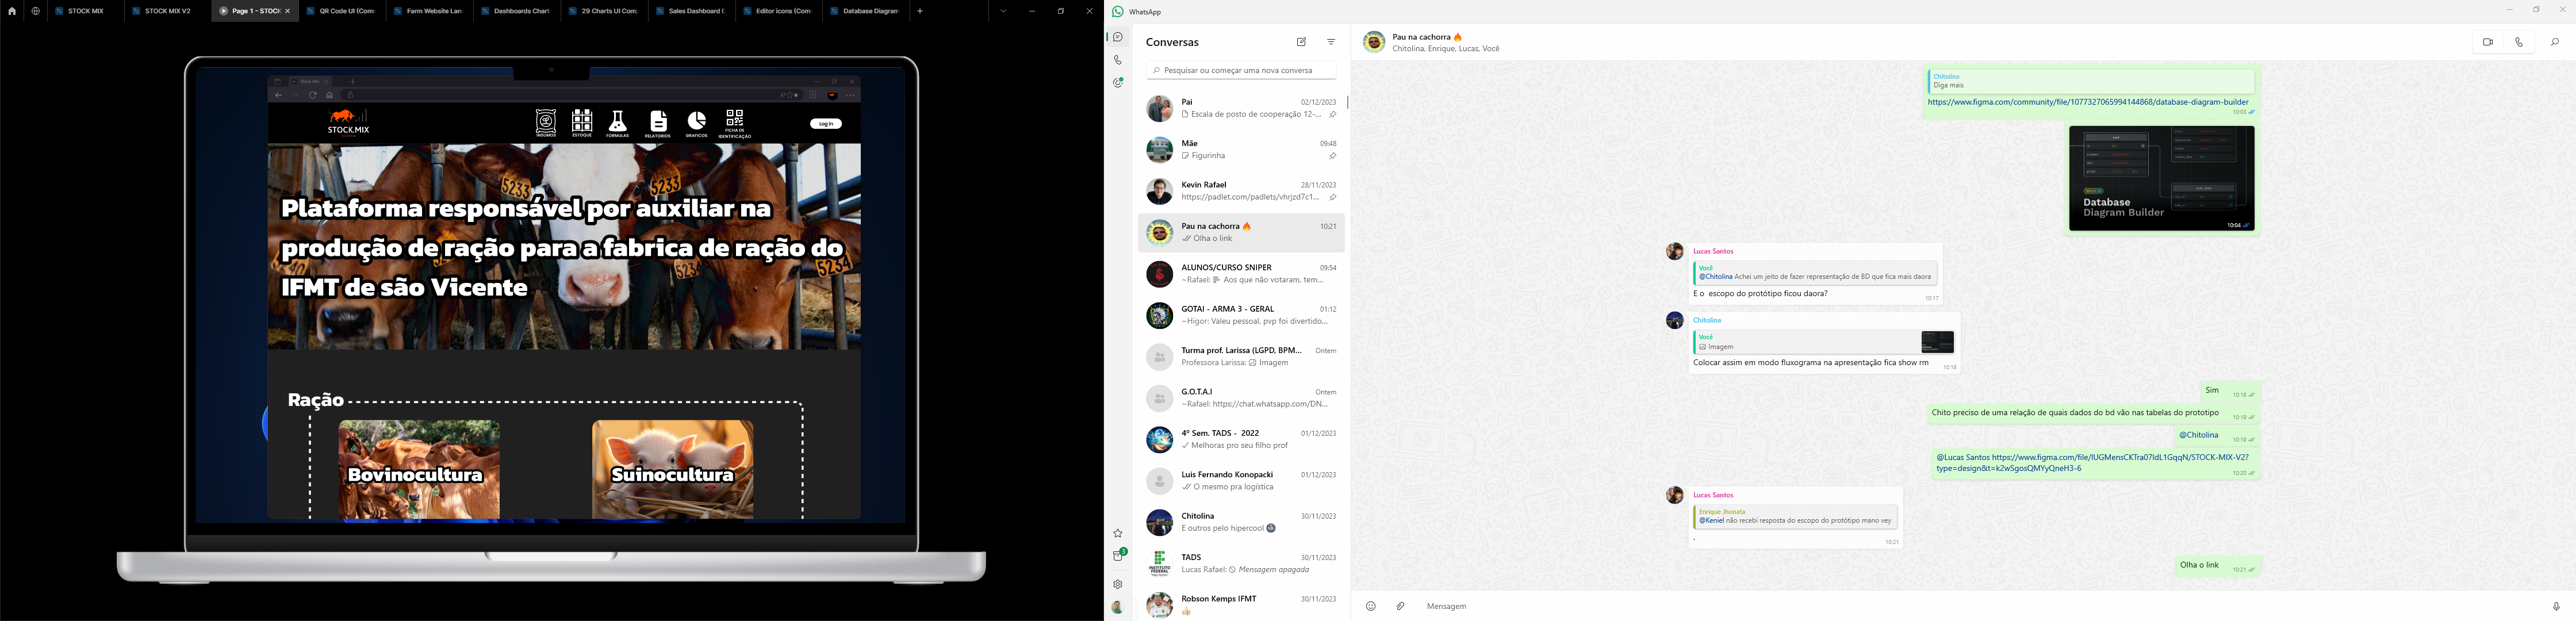 STOCK MIX
STOCK MIX V2
Page 1 - STOCK
QR Code UI (Com
Farm Website Lan
Dashboards Chart
29 Charts UI Com
Sales Dashboard
Editor icons (Com
Database Diagram
Stock Mix
STOCK.MIX
INSUMOS
ESTOQUE
FORMULAS
RELATORIOS
GRAFICOS
FICHA DE
IDENTIFICAÇÃO
Log in
5233
5233
40
5234
5234
Plataforma responsável por auxiliar na
produção de ração para a fabrica de ração do
IFMT de são Vicente
Ração
Bovinocultura
Suinocultura
WhatsApp
Conversas
Pesquisar ou começar uma nova conversa
Pai
02/12/2023
Escala de posto de cooperação 12-...
Mãe
09:48
Figurinha
Kevin Rafael
28/11/2023
https://padlet.com/padlets/vhrjzd7c1...
Pau na cachorra 🔥
10:21
Olha o link
ALUNOS/CURSO SNIPER
09:54
~Rafael: Aos que não votaram, tem...
GOTAI - ARMA 3 - GERAL
01:12
~Higor: Valeu pessoal, pvp foi divertido...
Turma prof. Larissa (LGPD, BPM...
Ontem
Professora Larissa: Imagem
G.O.T.A.I
Ontem
~Rafael: https://chat.whatsapp.com/DN...
4º Sem. TADS - 2022
01/12/2023
Melhoras pro seu filho prof
Luis Fernando Konopacki
01/12/2023
O mesmo pra logística
Chitolina
30/11/2023
E outros pelo hipercool
TADS
30/11/2023
Lucas Rafael: Mensagem apagada
INSTITUTO
FEDERAL
Robson Kemps IFMT
30/11/2023
👍
3
Pau na cachorra 🔥
Chitolina, Enrique, Lucas, Você
Chitolina
Diga mais
https://www.figma.com/community/file/1077327065994144868/database-diagram-builder
10:03
Database
Diagram Builder
10:04
Lucas Santos
Você
@Chitolina Achei um jeito de fazer representação de BD que fica mais daora
E o escopo do protótipo ficou daora?
10:17
Chitolina
Você
Imagem
Colocar assim em modo fluxograma na apresentação fica show rm
10:18
Sim
10:18
Chito preciso de uma relação de quais dados do bd vão nas tabelas do prototipo
10:19
@Chitolina
10:19
@Lucas Santos https://www.figma.com/file/IUGMensCKTra07IdL1GqqN/STOCK-MIX-V2?
type=design&t=k2wSgosQMYyQneH3-6
10:20
Lucas Santos
Enrique Jhonata
@Keniel não recebi resposta do escopo do protótipo mano vey
.
10:21
Olha o link
10:21
Mensagem